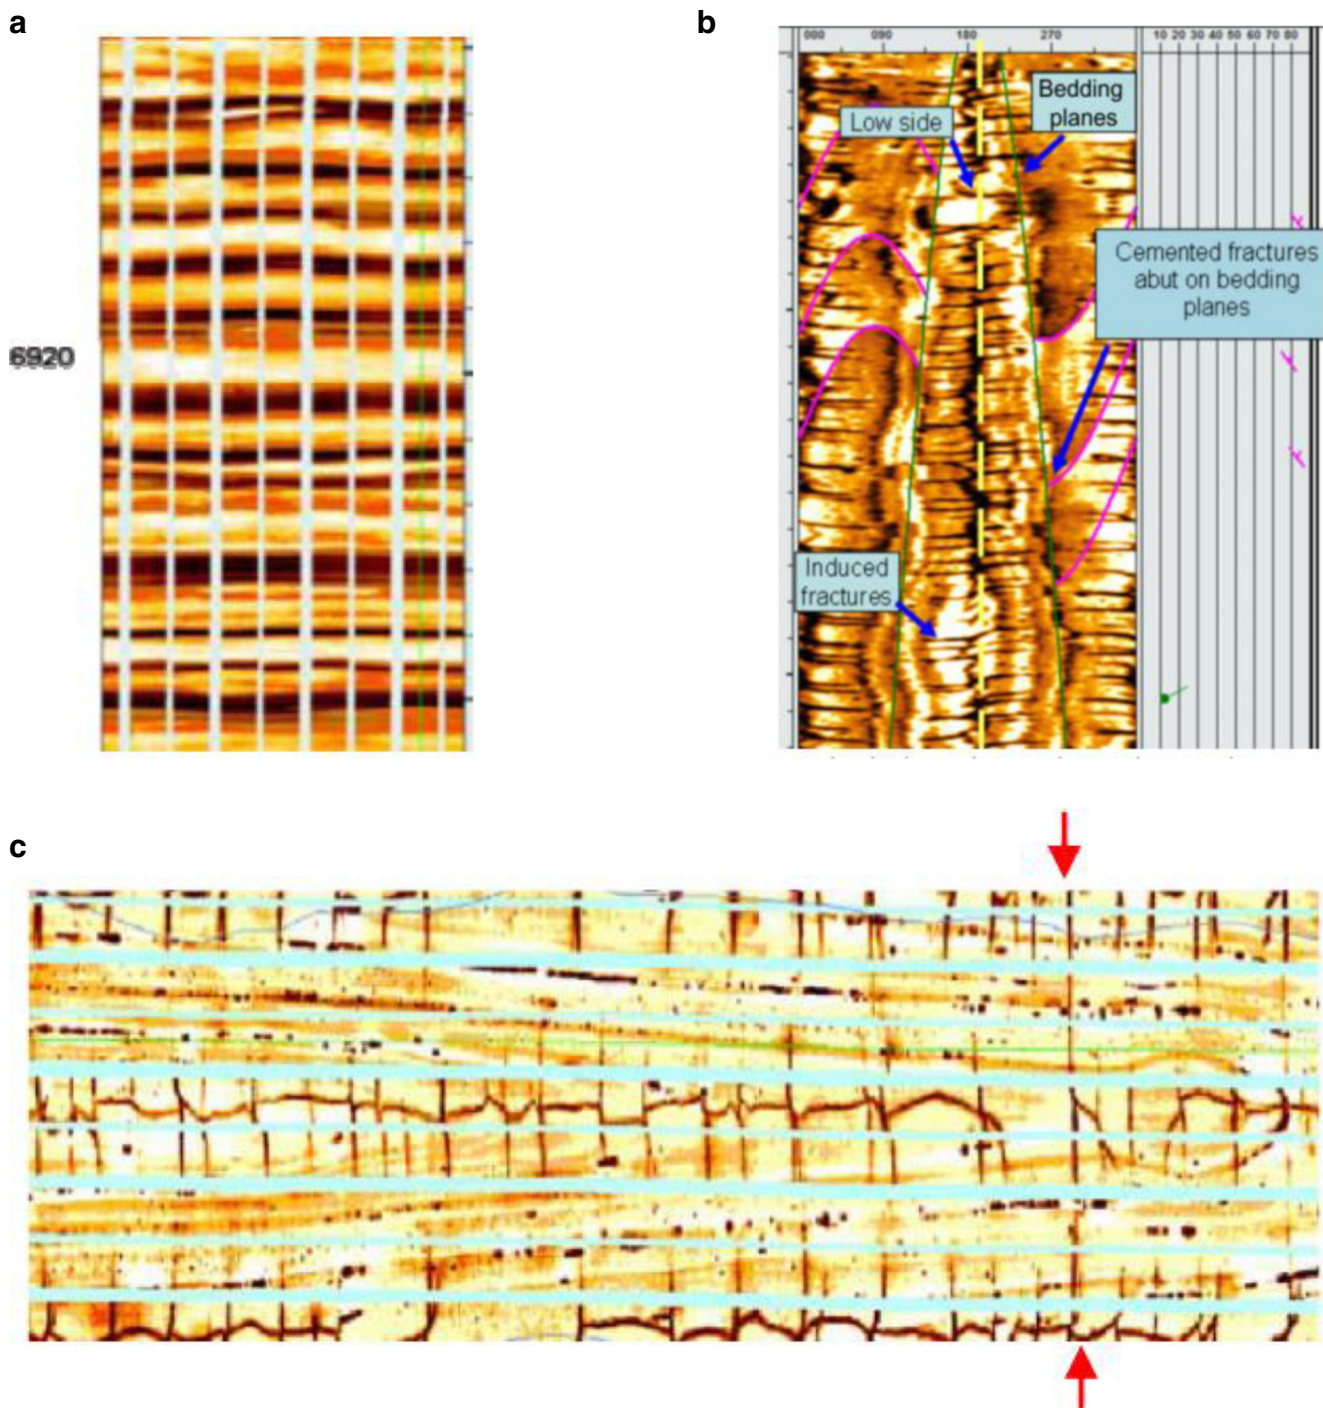 a
b
000 090 180 270
10 20 30 40 50 60 70 80
Bedding
planes
Low side
Cemented fractures
abut on bedding
planes
6920
Induced
fractures
c